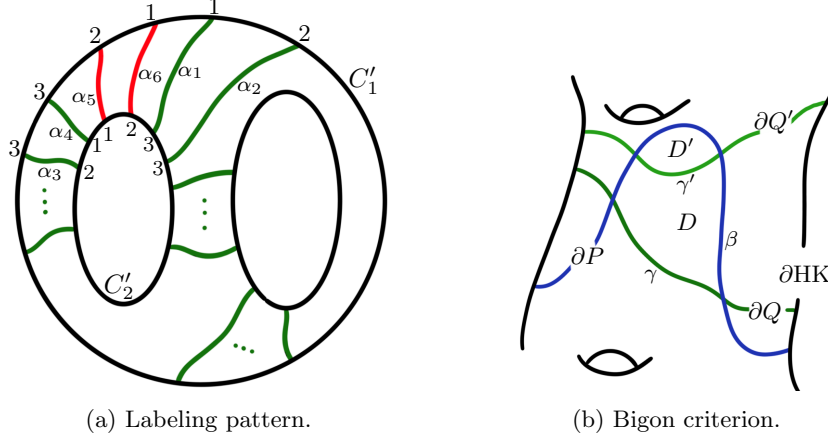 1 1
2 2
α₆ α₁ α₂ C′₁
3 α₅
α₄ 1 2 3
3 1 3
α₃ 2
C′₂
(a) Labeling pattern.
∂Q′
D′
γ′
D
∂P γ β
∂HK
∂Q
(b) Bigon criterion.